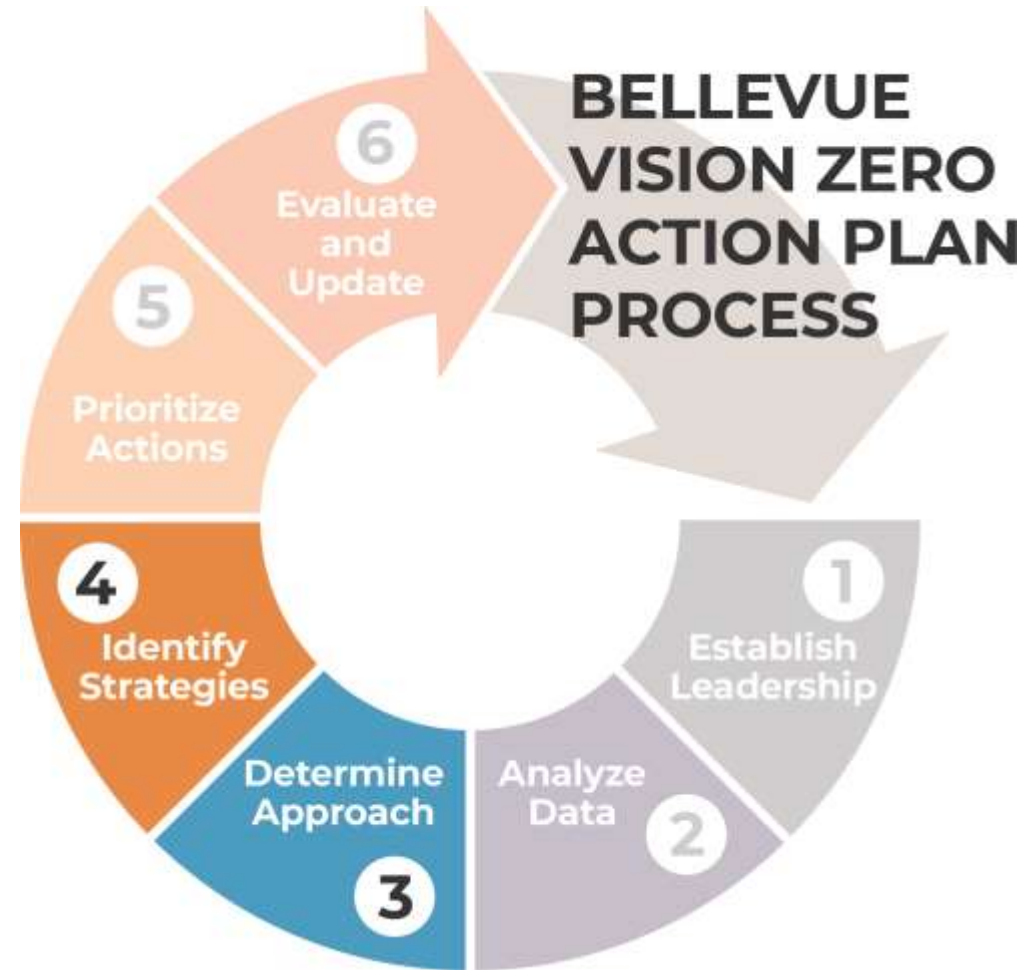 BELLEVUE
VISION ZERO
ACTION PLAN
PROCESS
1
Establish
Leadership
2
Analyze
Data
3
Determine
Approach
4
Identify
Strategies
5
Prioritize
Actions
6
Evaluate
and
Update